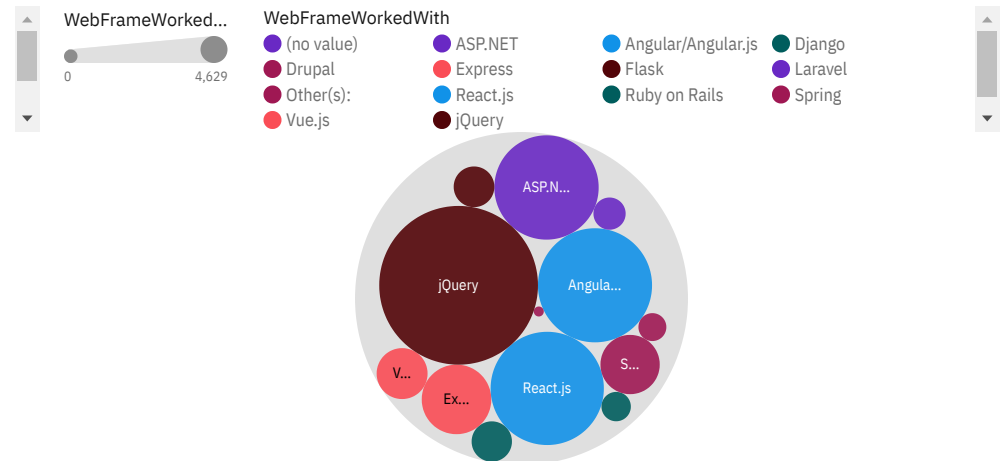 WebFrameWorked...
0 4,629
WebFrameWorkedWith
(no value) ASP.NET Angular/Angular.js Django
Drupal Express Flask Laravel
Other(s): React.js Ruby on Rails Spring
Vue.js jQuery
ASP.N...
jQuery Angula...
V... Ex... React.js S...